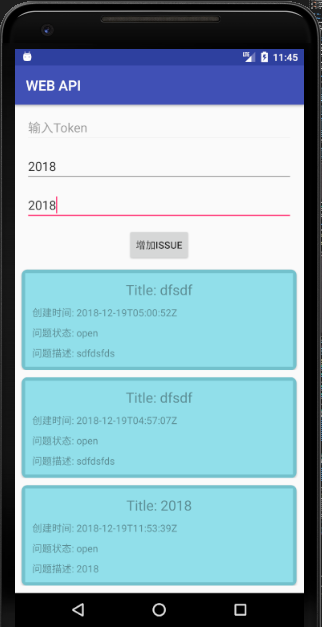 LTE 11:45
WEB API
输入Token
2018
2018
增加ISSUE
Title: dfsdf
创建时间: 2018-12-19T05:00:52Z
问题状态: open
问题描述: sdfdsfds
Title: dfsdf
创建时间: 2018-12-19T04:57:07Z
问题状态: open
问题描述: sdfdsfds
Title: 2018
创建时间: 2018-12-19T11:53:39Z
问题状态: open
问题描述: 2018